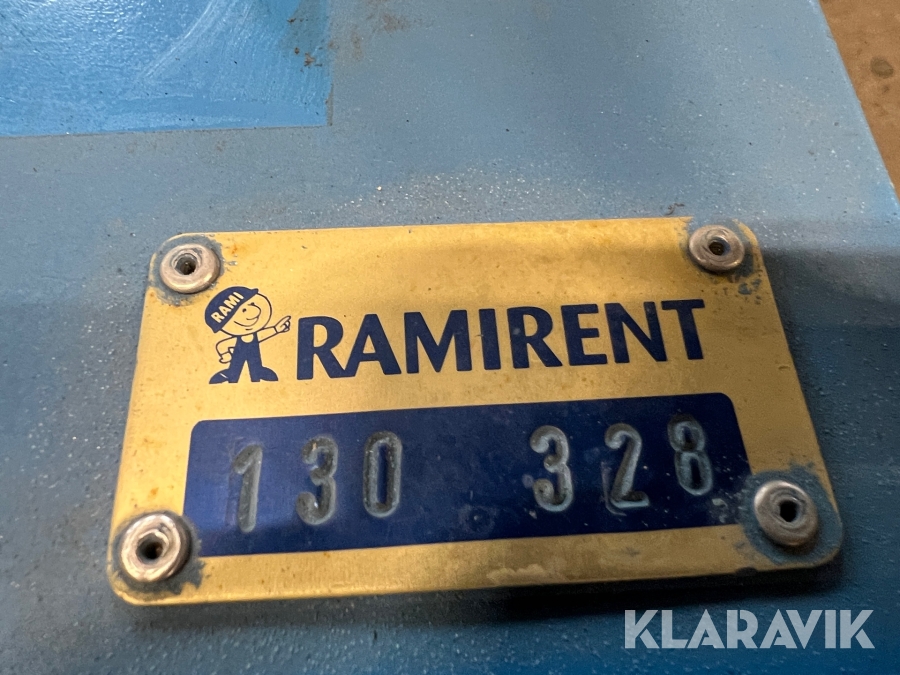 RAMI
RAMIRENT
130 328
KLARAVIK